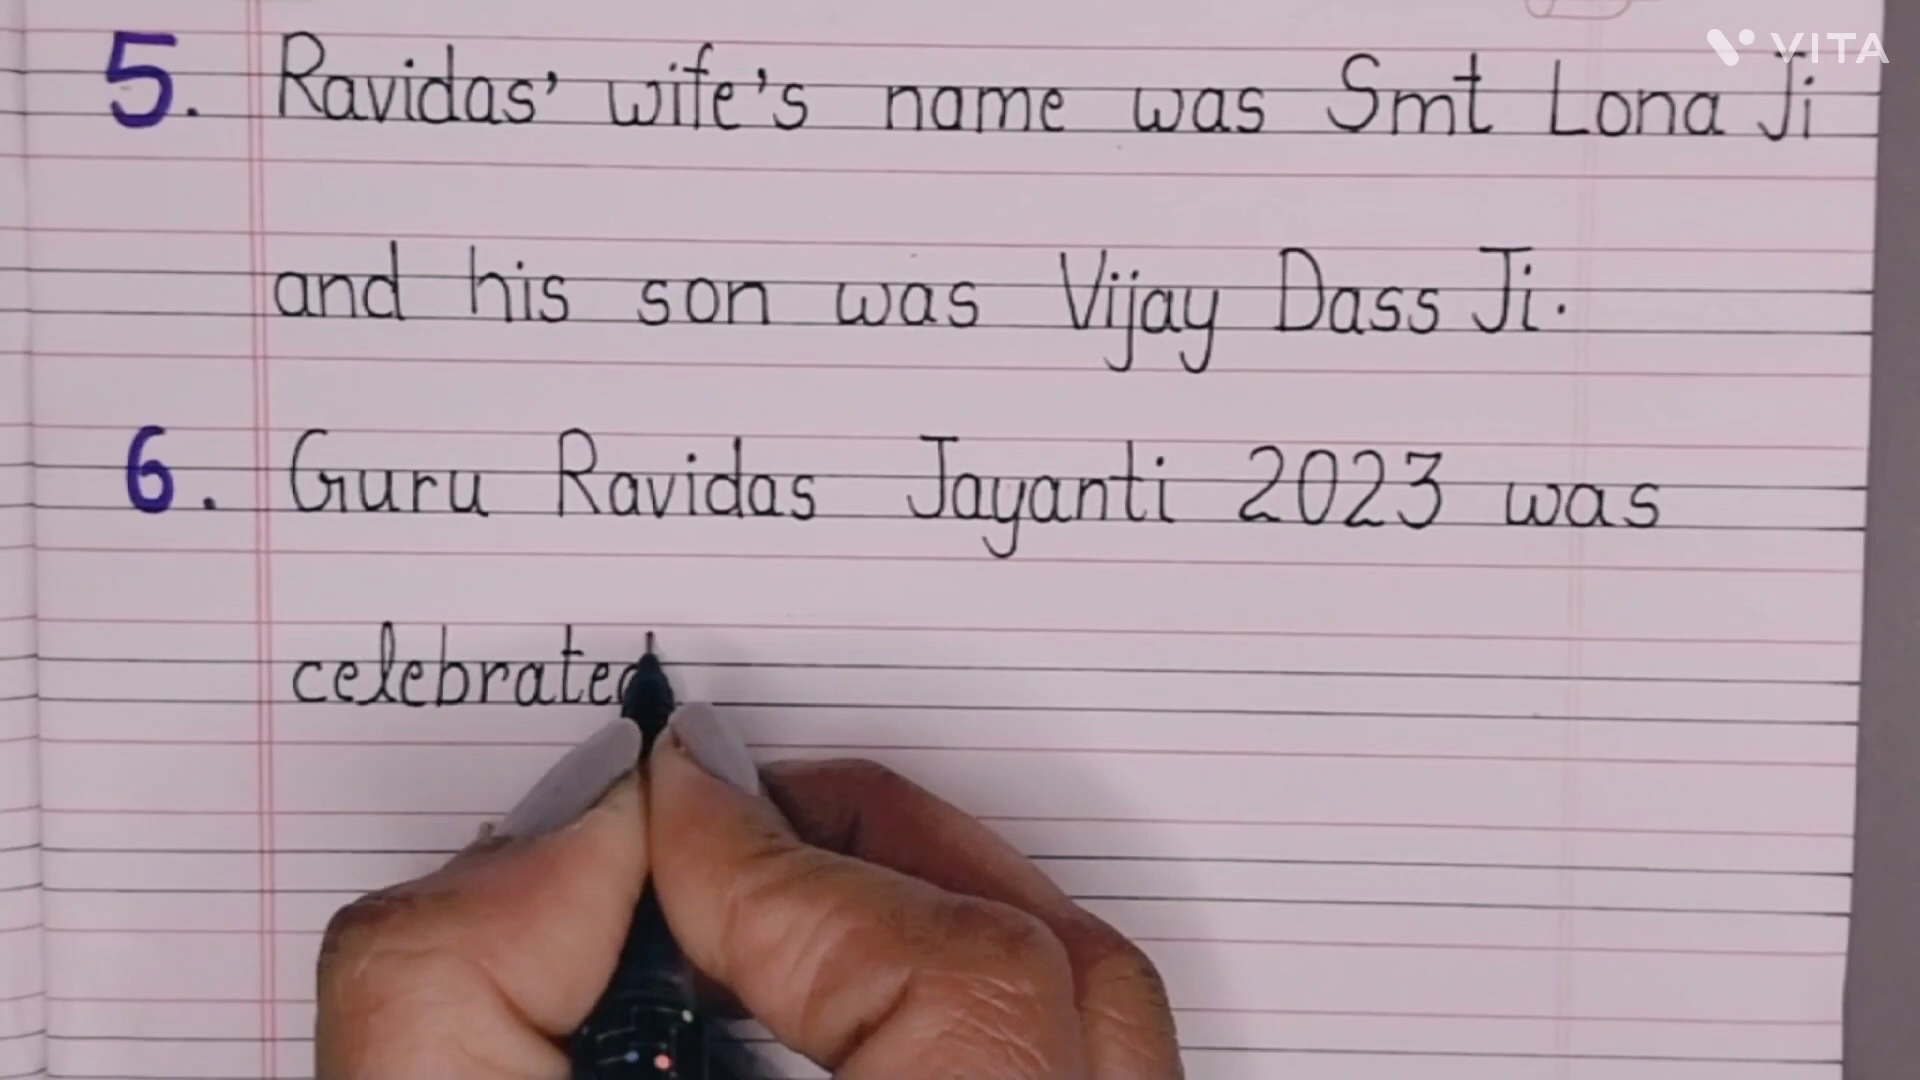 VITA
5. Ravidas' wife's name was Smt Lona Ji
and his son was Vijay Dass Ji.
6. Guru Ravidas Jayanti 2023 was
celebrated